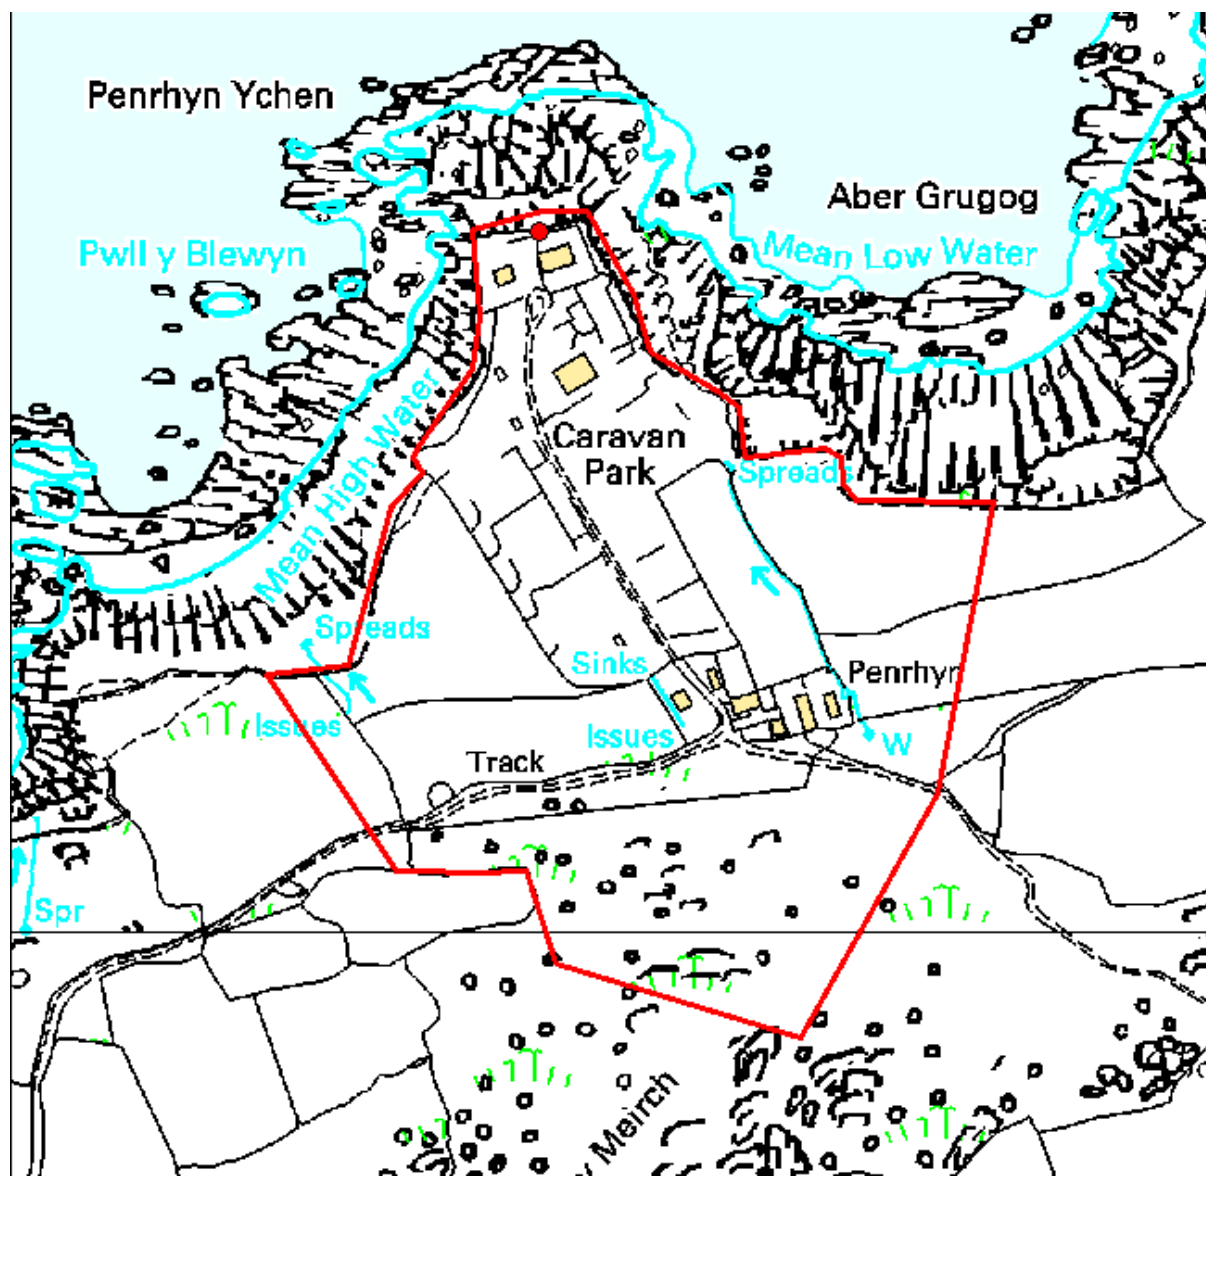 Penrhyn Ychen
Aber Grugog
Pwll y Blewyn
Mean Low Water
Mean High Water
Caravan
Park
Spreads
Spreads
Sinks
Penrhyn
Issues
Issues
W
Track
Spr
y Meirch